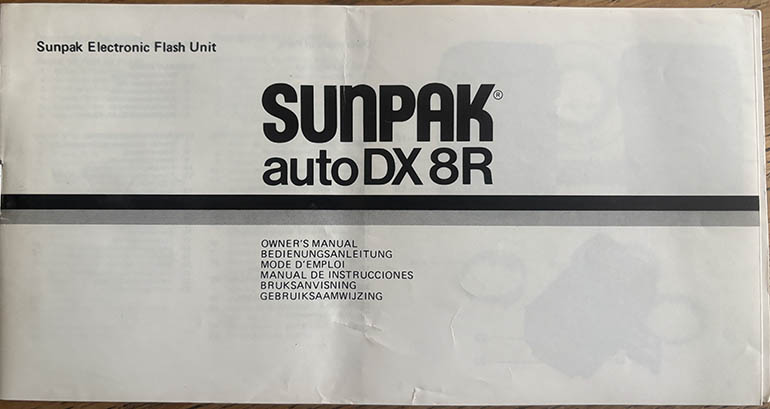 Sunpak Electronic Flash Unit
SUNPAK®
auto DX 8R
OWNER'S MANUAL
BEDIENUNGSANLEITUNG
MODE D'EMPLOI
MANUAL DE INSTRUCCIONES
BRUKSANVISNING
GEBRUIKSAAMWIJZING